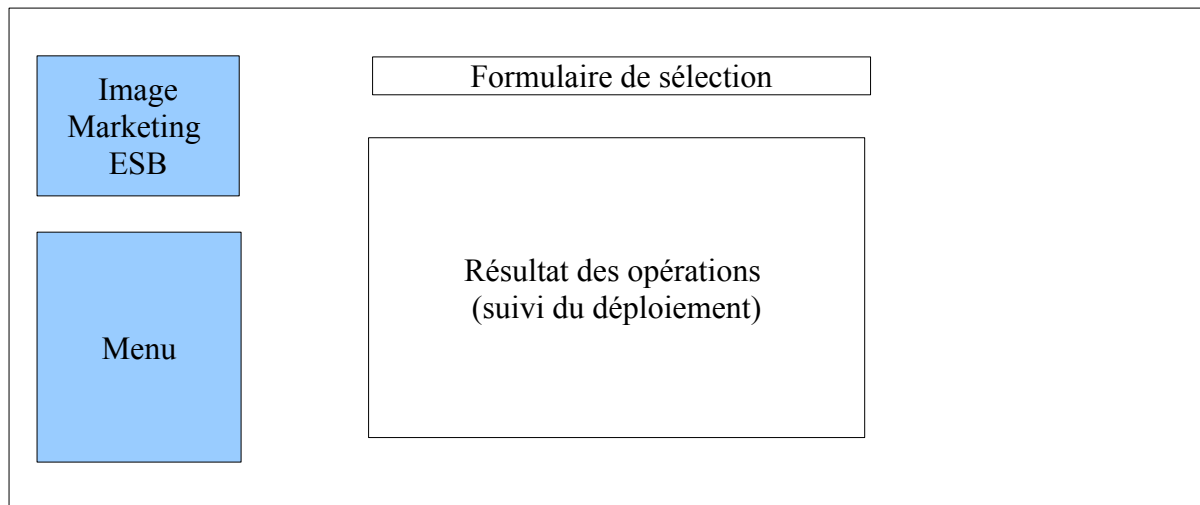 Image
Marketing
ESB
Menu
Formulaire de sélection
Résultat des opérations
(suivi du déploiement)